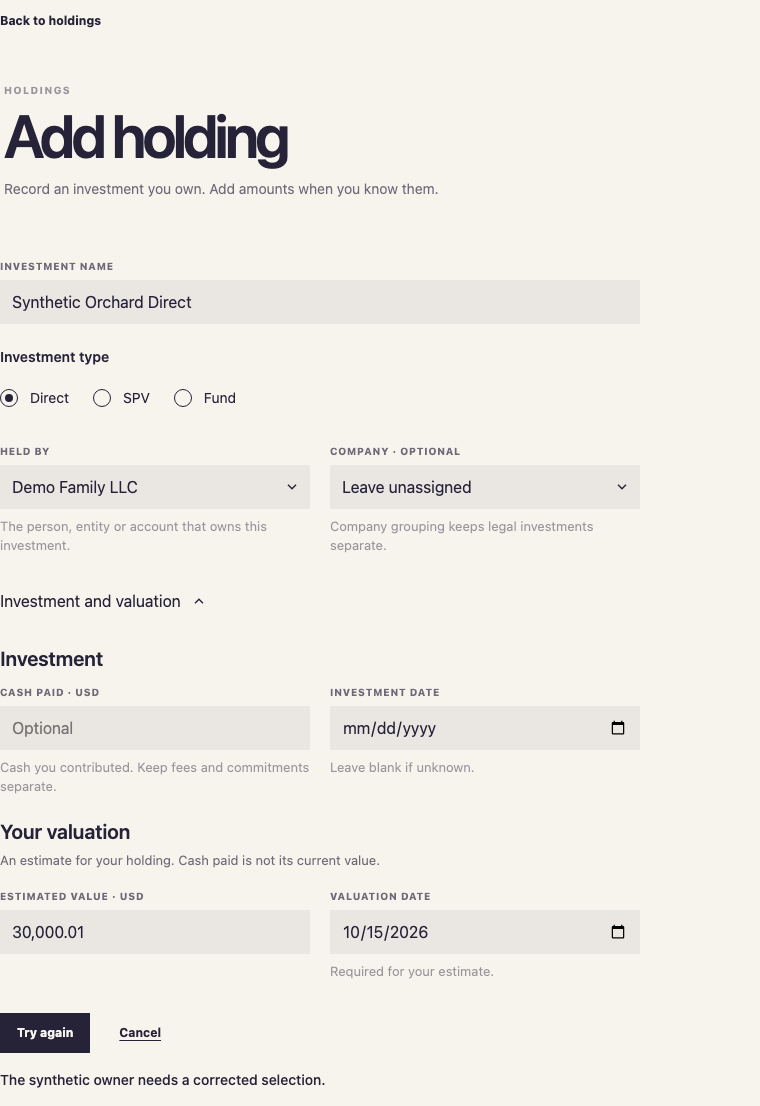 Back to holdings
HOLDINGS
Add holding
Record an investment you own. Add amounts when you know them.
INVESTMENT NAME
Synthetic Orchard Direct
Investment type
Direct SPV Fund
HELD BY COMPANY · OPTIONAL
Demo Family LLC Leave unassigned
The person, entity or account that owns this investment.
Company grouping keeps legal investments separate.
Investment and valuation
Investment
CASH PAID · USD INVESTMENT DATE
Optional mm/dd/yyyy
Cash you contributed. Keep fees and commitments separate.
Leave blank if unknown.
Your valuation
An estimate for your holding. Cash paid is not its current value.
ESTIMATED VALUE · USD VALUATION DATE
30,000.01 10/15/2026
Required for your estimate.
Try again Cancel
The synthetic owner needs a corrected selection.